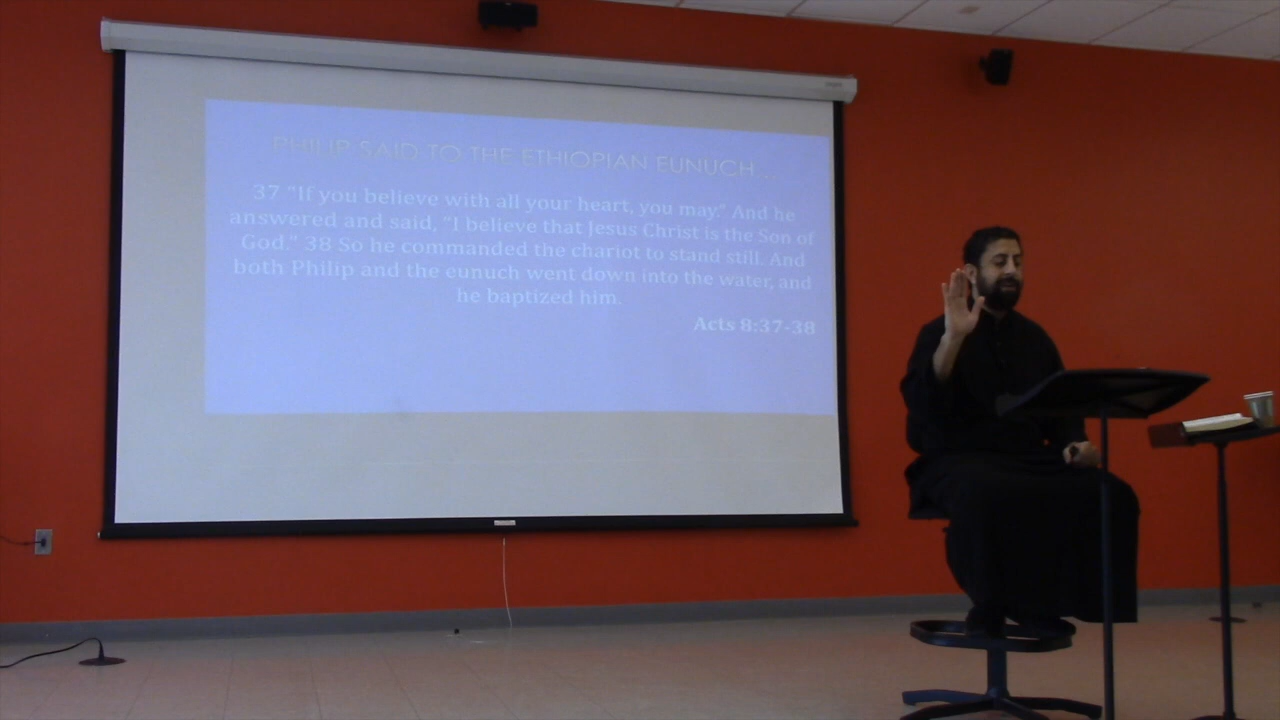 PHILIP SAID TO THE ETHIOPIAN EUNUCH...
37 "If you believe with all your heart, you may." And he
answered and said, "I believe that Jesus Christ is the Son of
God." 38 So he commanded the chariot to stand still. And
both Philip and the eunuch went down into the water, and
he baptized him.
Acts 8:37-38